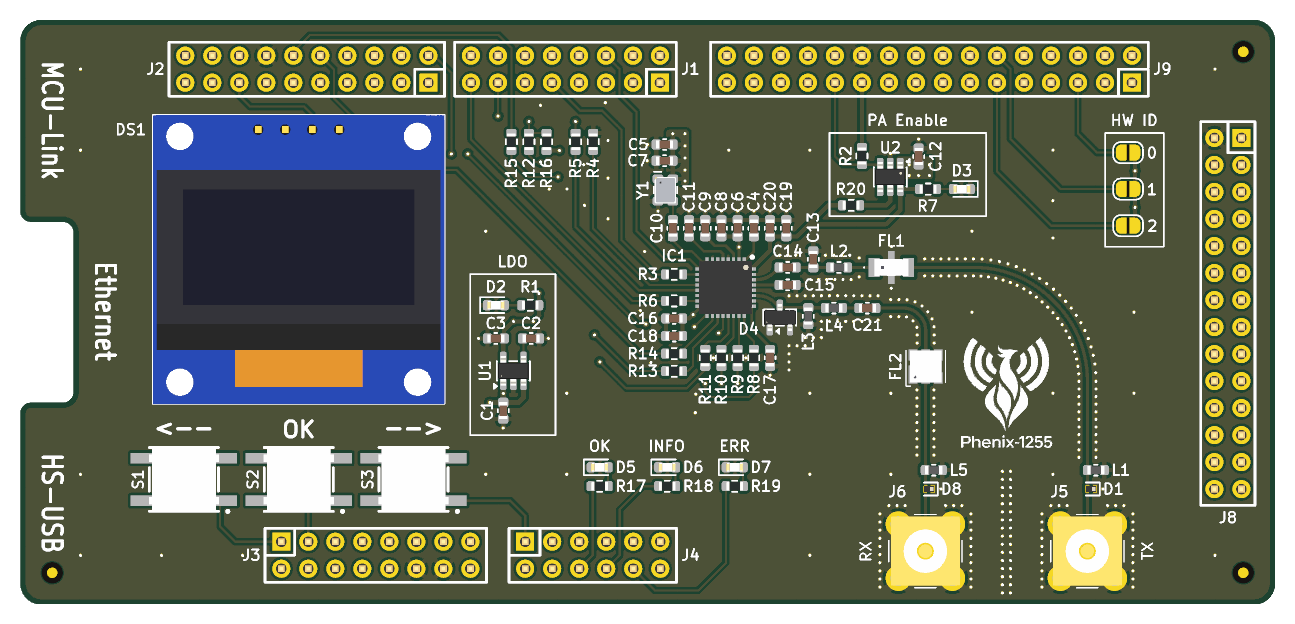 J2
J1
J9
MCU-Link
DS1
PA Enable
HW ID
U2
C12
R2
D3
R20
R7
0
1
2
R15
R12
R16
R5
R4
C5
C7
Y1
C10
C11
C9
C8
C6
C4
C20
C19
C13
C14
L2
FL1
C15
IC1
R3
R6
C16
C18
R14
R13
D4
L3
L4
C21
FL2
R11
R10
R9
R8
C17
Ethernet
LDO
D2
R1
C3
C2
U1
C1
Phenix-1255
<--
OK
-->
S1
S2
S3
OK
INFO
ERR
D5
D6
D7
R17
R18
R19
HS-USB
J3
J4
L5
D8
J6
RX
L1
D1
J5
TX
J8